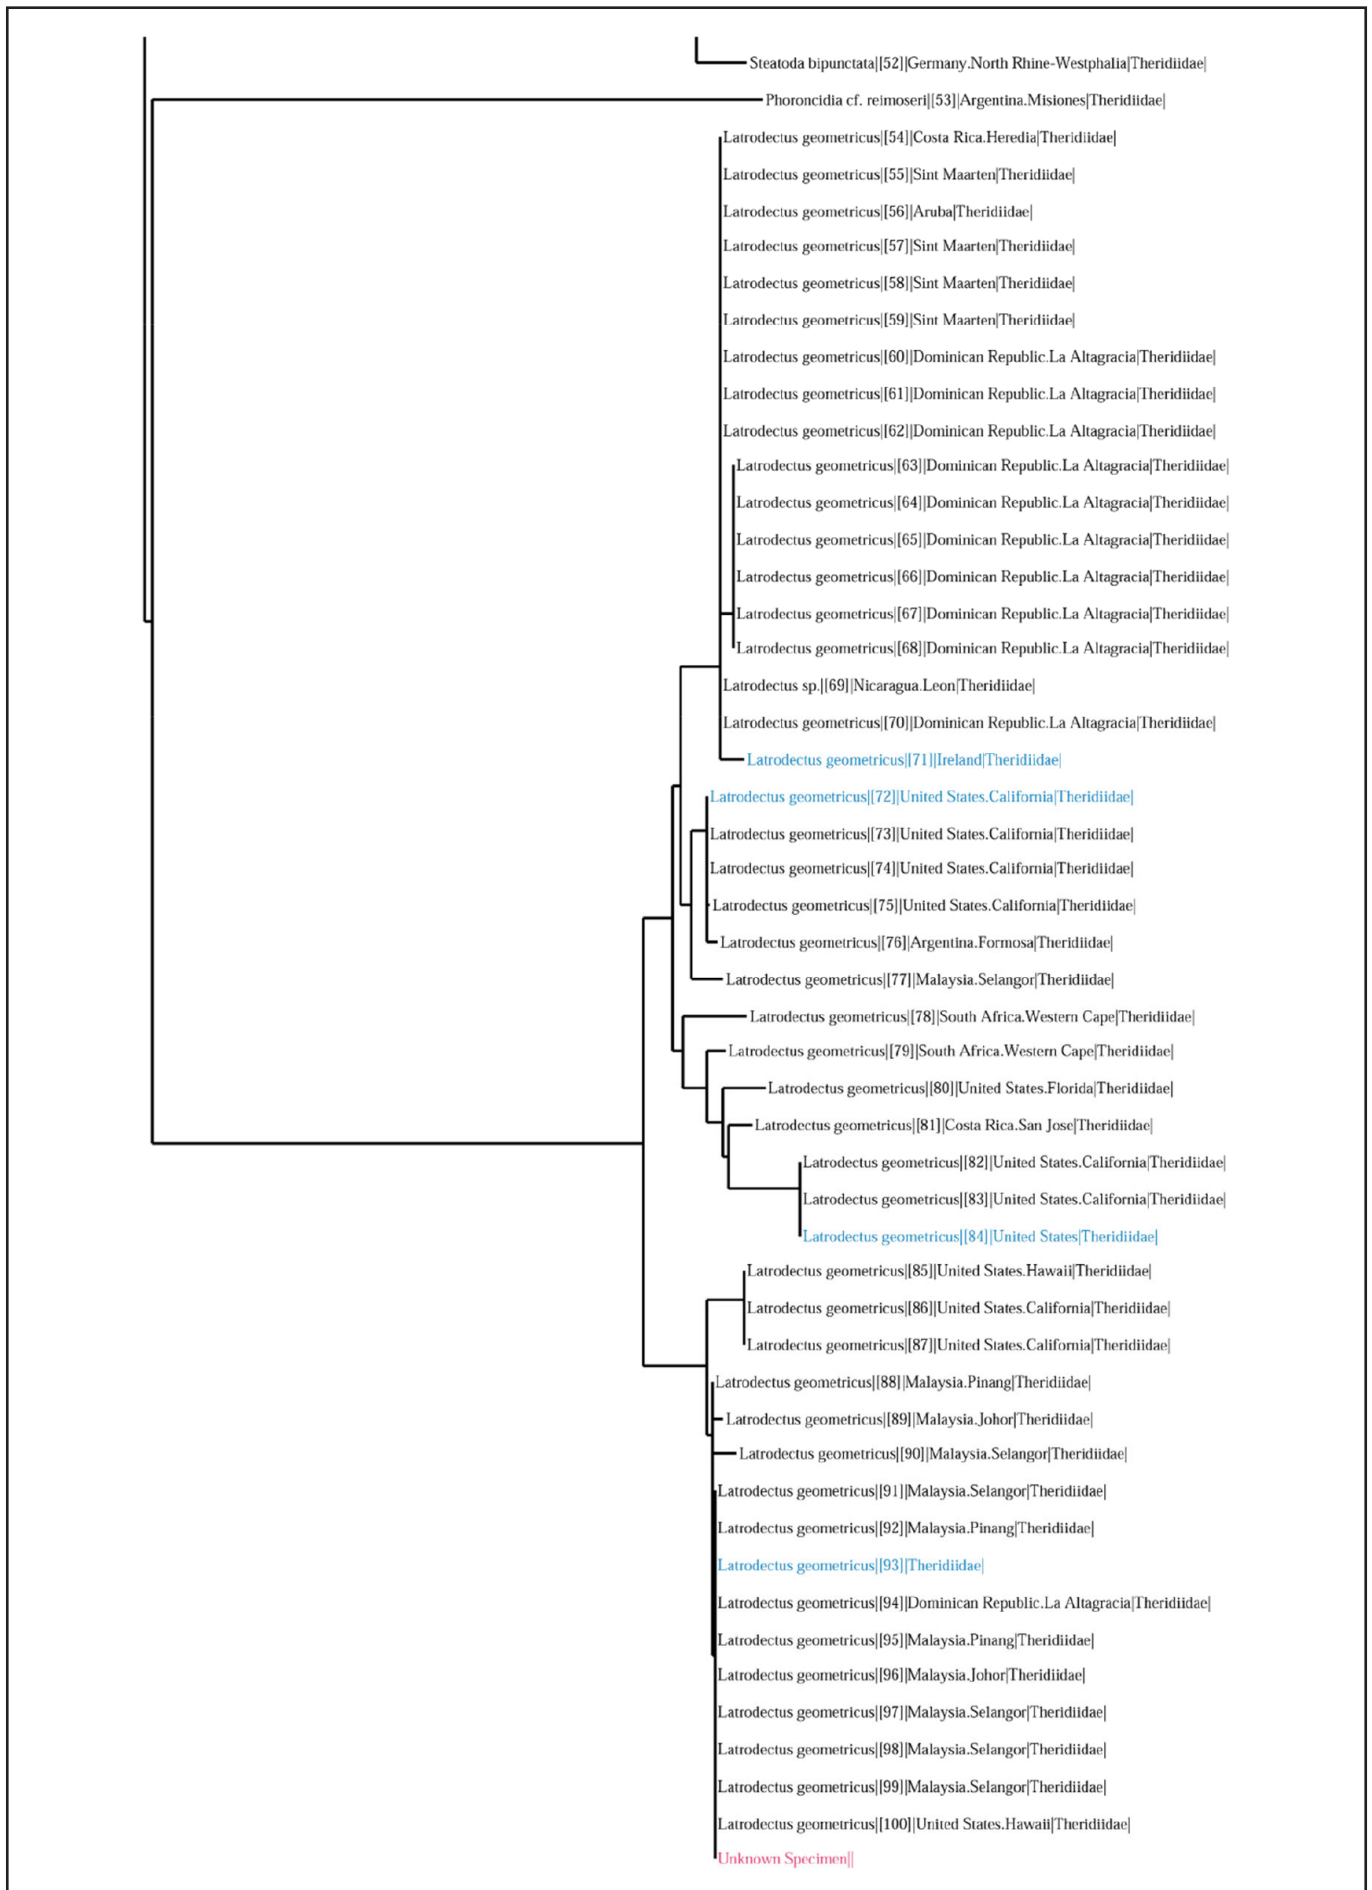 Steatoda bipunctata||[52]|Germany.North Rhine-Westphalia|Theridiidae|
Phoroncidia cf. reimoseri||[53]|Argentina.Misiones|Theridiidae|
Latrodectus geometricus||[54]|Costa Rica.Heredia|Theridiidae|
Latrodectus geometricus||[55]|Sint Maarten|Theridiidae|
Latrodectus geometricus||[56]|Aruba|Theridiidae|
Latrodectus geometricus||[57]|Sint Maarten|Theridiidae|
Latrodectus geometricus||[58]|Sint Maarten|Theridiidae|
Latrodectus geometricus||[59]|Sint Maarten|Theridiidae|
Latrodectus geometricus||[60]|Dominican Republic.La Altagracia|Theridiidae|
Latrodectus geometricus||[61]|Dominican Republic.La Altagracia|Theridiidae|
Latrodectus geometricus||[62]|Dominican Republic.La Altagracia|Theridiidae|
Latrodectus geometricus||[63]|Dominican Republic.La Altagracia|Theridiidae|
Latrodectus geometricus||[64]|Dominican Republic.La Altagracia|Theridiidae|
Latrodectus geometricus||[65]|Dominican Republic.La Altagracia|Theridiidae|
Latrodectus geometricus||[66]|Dominican Republic.La Altagracia|Theridiidae|
Latrodectus geometricus||[67]|Dominican Republic.La Altagracia|Theridiidae|
Latrodectus geometricus||[68]|Dominican Republic.La Altagracia|Theridiidae|
Latrodectus sp.||[69]|Nicaragua.Leon|Theridiidae|
Latrodectus geometricus||[70]|Dominican Republic.La Altagracia|Theridiidae|
Latrodectus geometricus||[71]|Ireland|Theridiidae|
Latrodectus geometricus||[72]|United States.California|Theridiidae|
Latrodectus geometricus||[73]|United States.California|Theridiidae|
Latrodectus geometricus||[74]|United States.California|Theridiidae|
Latrodectus geometricus||[75]|United States.California|Theridiidae|
Latrodectus geometricus||[76]|Argentina.Formosa|Theridiidae|
Latrodectus geometricus||[77]|Malaysia.Selangor|Theridiidae|
Latrodectus geometricus||[78]|South Africa.Western Cape|Theridiidae|
Latrodectus geometricus||[79]|South Africa.Western Cape|Theridiidae|
Latrodectus geometricus||[80]|United States.Florida|Theridiidae|
Latrodectus geometricus||[81]|Costa Rica.San Jose|Theridiidae|
Latrodectus geometricus||[82]|United States.California|Theridiidae|
Latrodectus geometricus||[83]|United States.California|Theridiidae|
Latrodectus geometricus||[84]|United States|Theridiidae|
Latrodectus geometricus||[85]|United States.Hawaii|Theridiidae|
Latrodectus geometricus||[86]|United States.California|Theridiidae|
Latrodectus geometricus||[87]|United States.California|Theridiidae|
Latrodectus geometricus||[88]|Malaysia.Pinang|Theridiidae|
Latrodectus geometricus||[89]|Malaysia.Johor|Theridiidae|
Latrodectus geometricus||[90]|Malaysia.Selangor|Theridiidae|
Latrodectus geometricus||[91]|Malaysia.Selangor|Theridiidae|
Latrodectus geometricus||[92]|Malaysia.Pinang|Theridiidae|
Latrodectus geometricus||[93]|Theridiidae|
Latrodectus geometricus||[94]|Dominican Republic.La Altagracia|Theridiidae|
Latrodectus geometricus||[95]|Malaysia.Pinang|Theridiidae|
Latrodectus geometricus||[96]|Malaysia.Johor|Theridiidae|
Latrodectus geometricus||[97]|Malaysia.Selangor|Theridiidae|
Latrodectus geometricus||[98]|Malaysia.Selangor|Theridiidae|
Latrodectus geometricus||[99]|Malaysia.Selangor|Theridiidae|
Latrodectus geometricus||[100]|United States.Hawaii|Theridiidae|
Unknown Specimen||